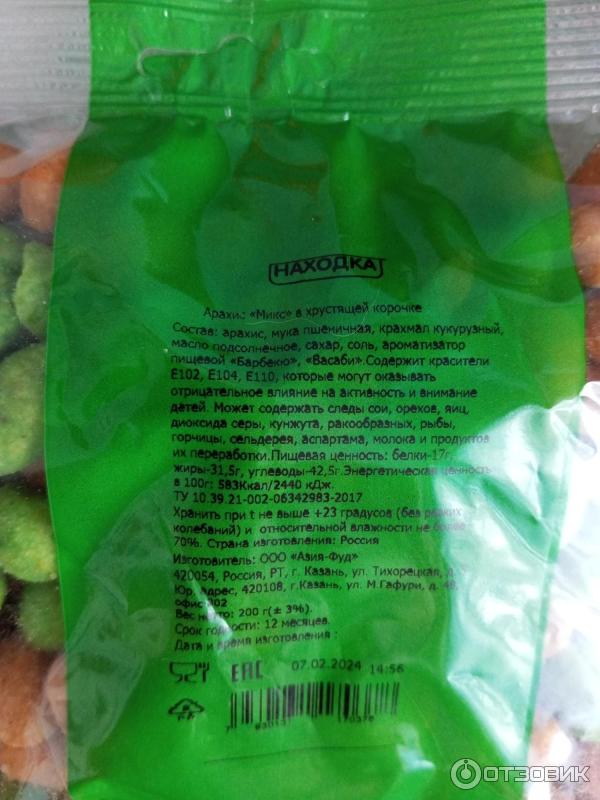 НАХОДКА
Арахис «Микс» в хрустящей корочке
Состав: арахис, мука пшеничная, крахмал кукурузный,
масло подсолнечное, сахар, соль, ароматизатор
пищевой «Барбекю», «Васаби».Содержит красители
Е102, Е104, Е110, которые могут оказывать
отрицательное влияние на активность и внимание
детей. Может содержать следы сои, орехов, яиц,
диоксида серы, кунжута, ракообразных, рыбы,
горчицы, сельдерея, аспартама, молока и продуктов
их переработки.Пищевая ценность: белки-17г,
жиры-31,5г, углеводы-42,5г.Энергетическая ценность
в 100г: 583Ккал/2440 кДж.
ТУ 10.39.21-002-06342983-2017
Хранить при t не выше +23 градусов (без резких
колебаний) и относительной влажности не более
70%. Страна изготовления: Россия
Изготовитель: ООО «Азия-Фуд»
420054, Россия, РТ, г. Казань, ул. Тихорецкая, д.
Юр. адрес, 420108, г.Казань, ул. М.Гафури, д.
офис
Вес нетто: 200 г(± 3%).
Срок годности: 12 месяцев.
Дата и время изготовления :
EAC 07.02.2024 14:56
ОТЗОВИК